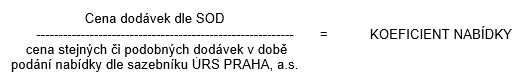 Cena dodávek dle SOD
---------------------------------------------------------- = KOEFICIENT NABÍDKY
cena stejných či podobných dodávek v době
podání nabídky dle sazebníku ÚRS PRAHA, a.s.